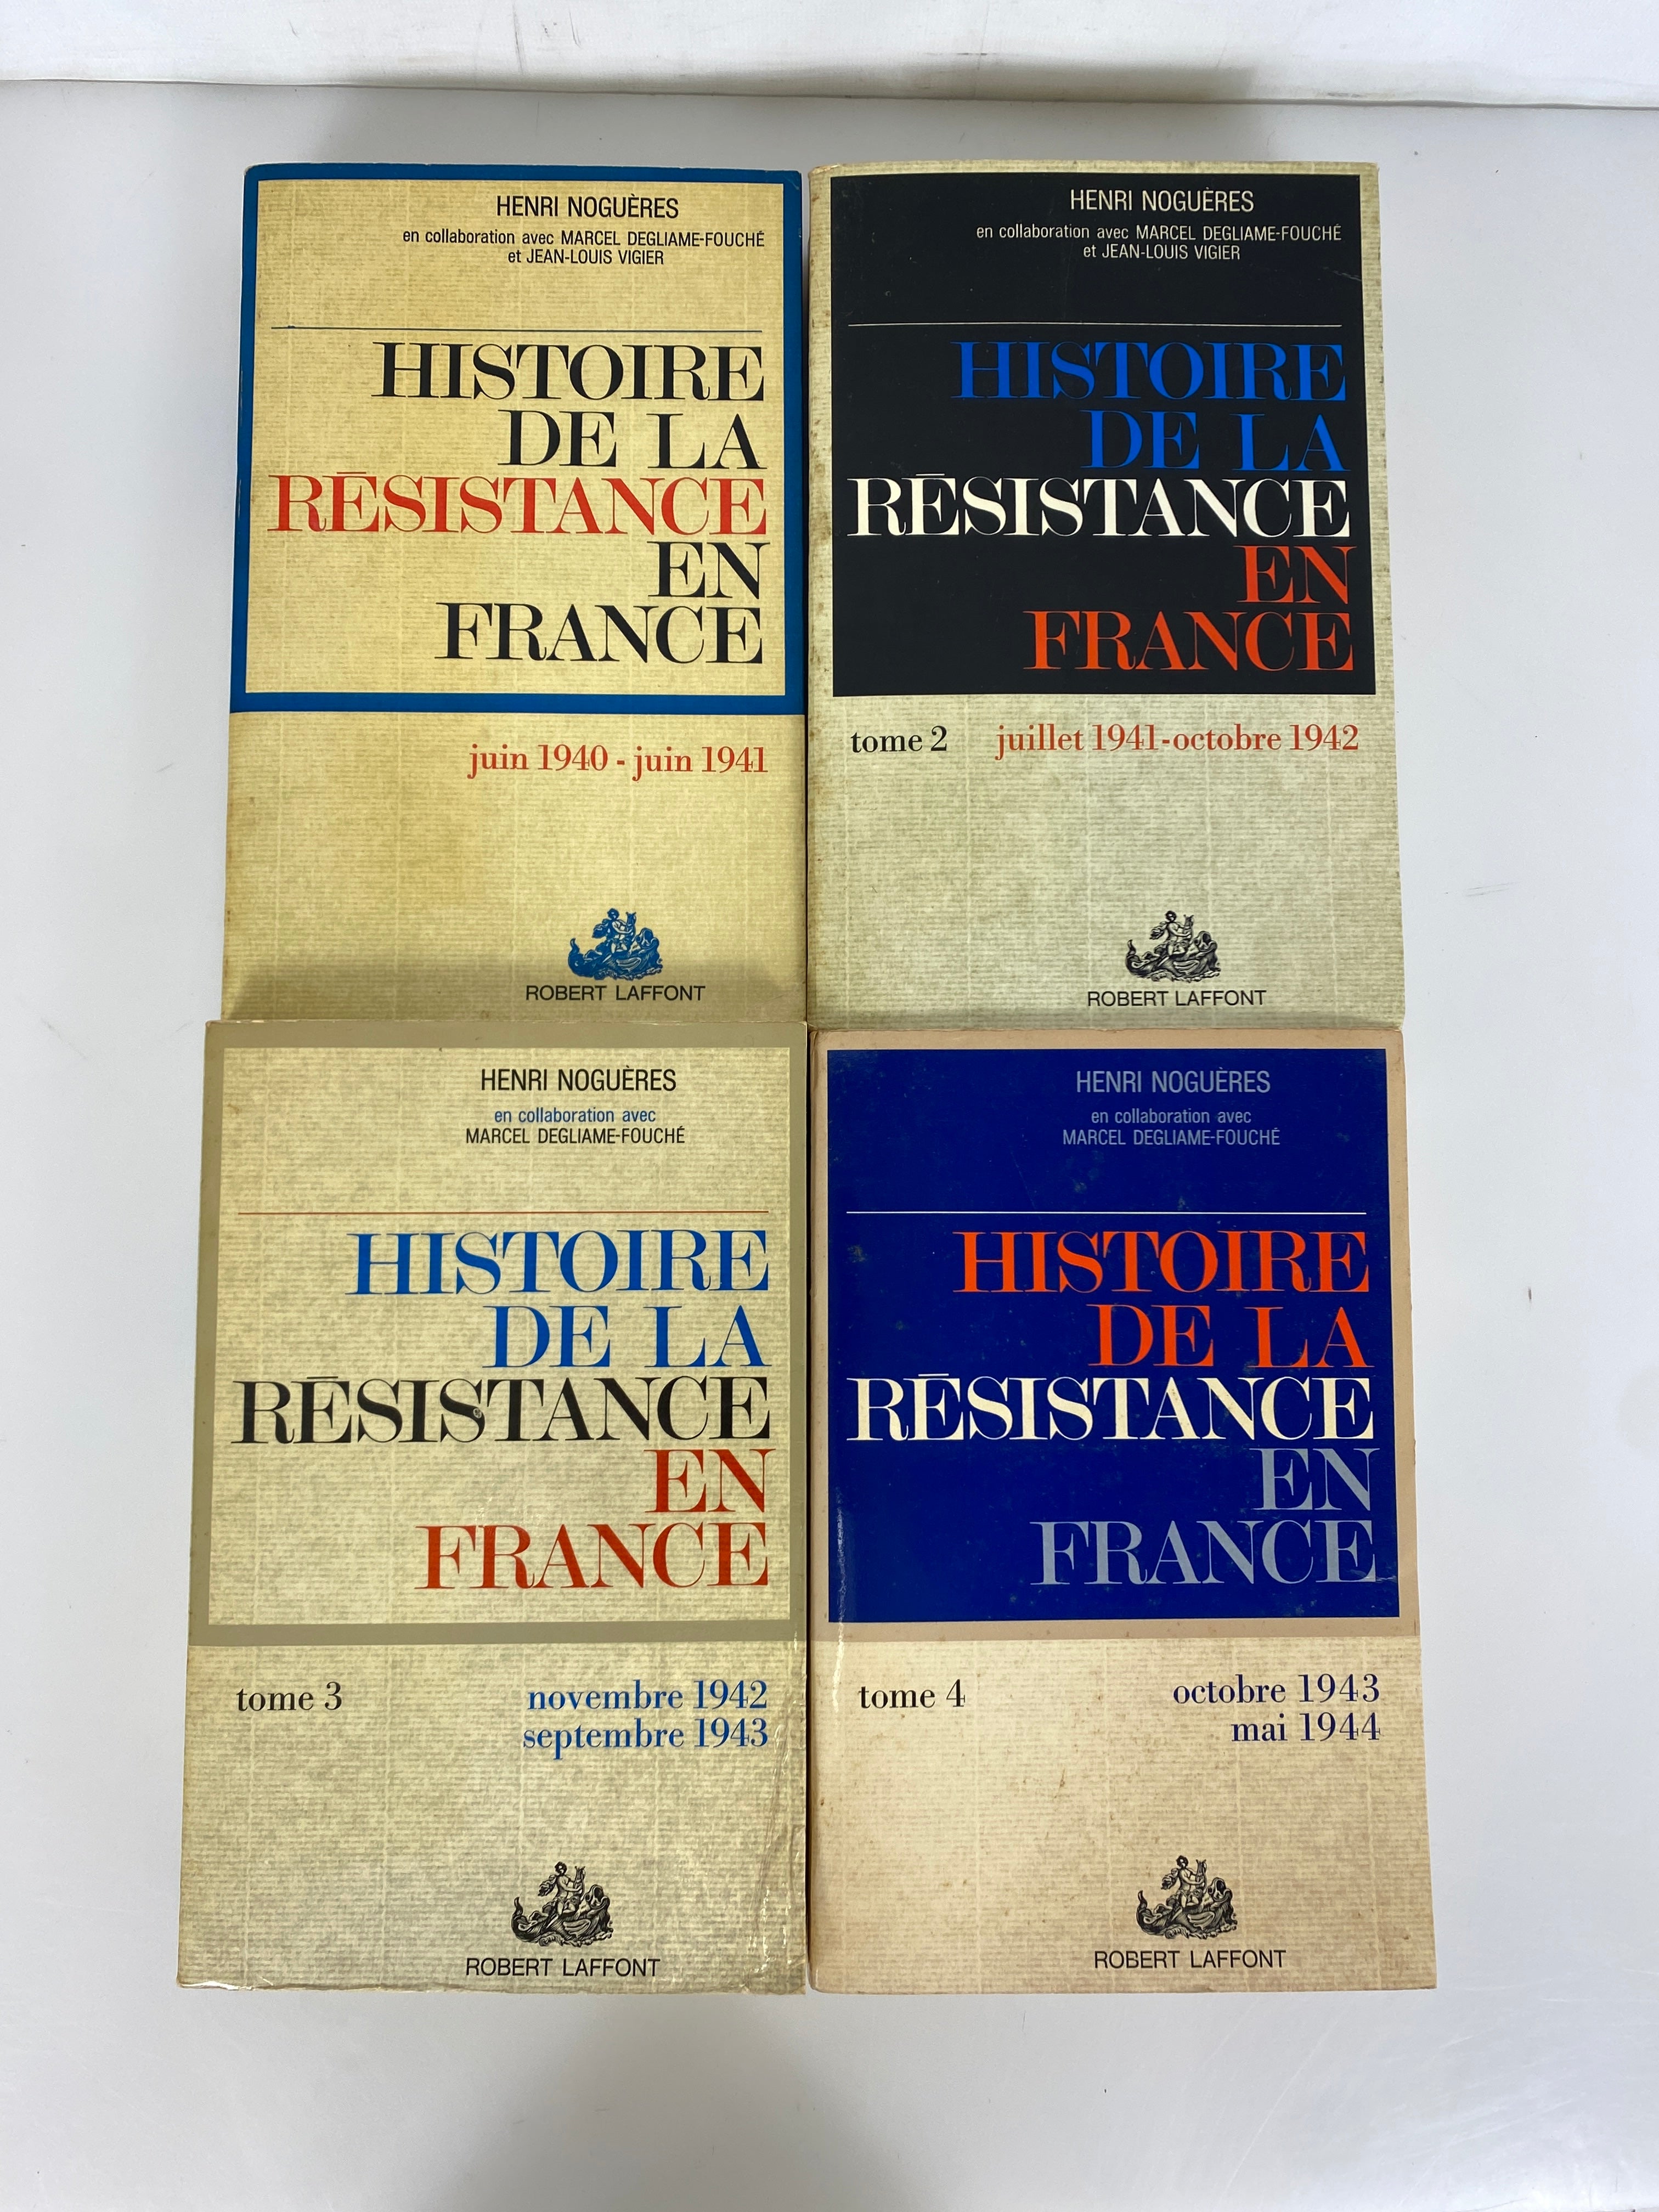 HENRI NOGUÈRES
en collaboration avec MARCEL DEGLIAME-FOUCHÉ
et JEAN-LOUIS VIGIER
HISTOIRE
DE LA
RÉSISTANCE
EN
FRANCE
juin 1940 - juin 1941
ROBERT LAFFONT
HENRI NOGUÈRES
en collaboration avec MARCEL DEGLIAME-FOUCHÉ
et JEAN-LOUIS VIGIER
HISTOIRE
DE LA
RÉSISTANCE
EN
FRANCE
tome 2 juillet 1941-octobre 1942
ROBERT LAFFONT
HENRI NOGUÈRES
en collaboration avec
MARCEL DEGLIAME-FOUCHÉ
HISTOIRE
DE LA
RÉSISTANCE
EN
FRANCE
tome 3 novembre 1942
septembre 1943
ROBERT LAFFONT
HENRI NOGUÈRES
en collaboration avec
MARCEL DEGLIAME-FOUCHÉ
HISTOIRE
DE LA
RÉSISTANCE
EN
FRANCE
tome 4 octobre 1943
mai 1944
ROBERT LAFFONT